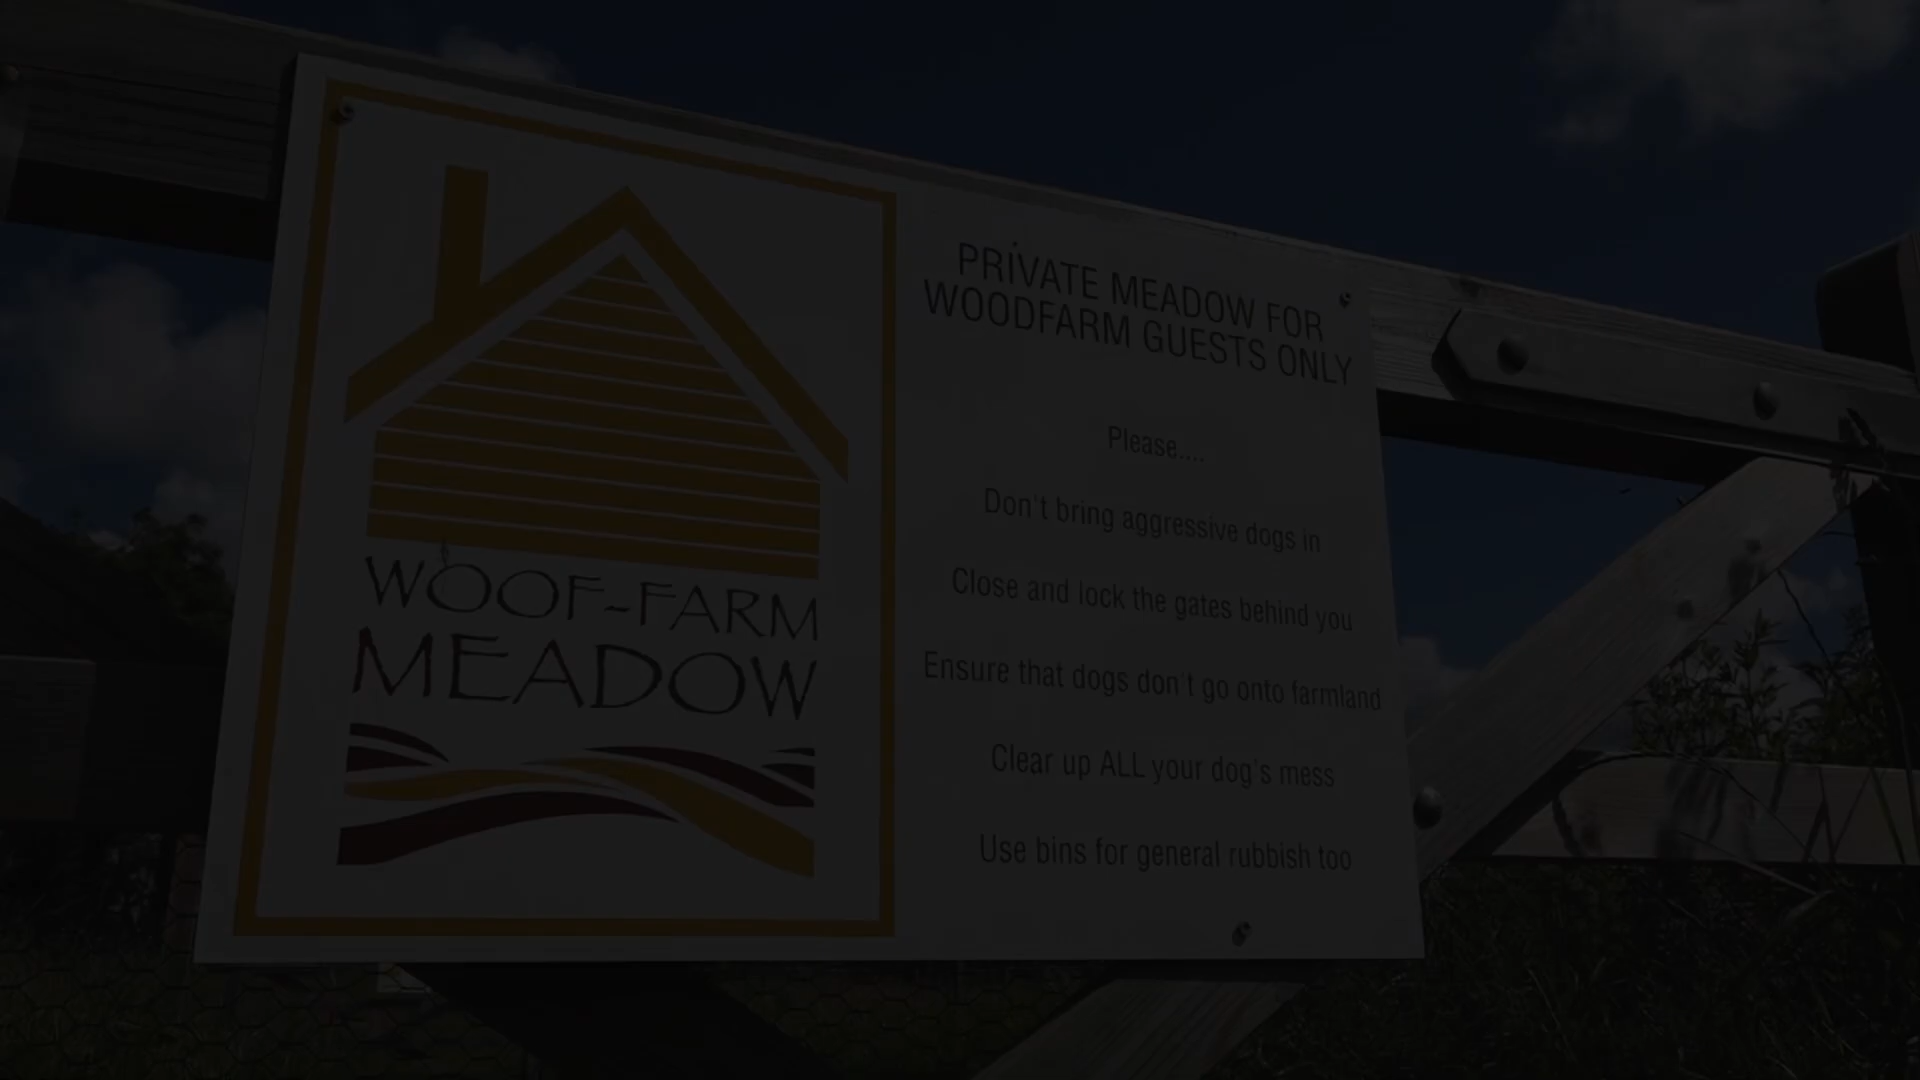 WOOF-FARM
MEADOW
PRIVATE MEADOW FOR
WOODFARM GUESTS ONLY
Please....
Don't bring aggressive dogs in
Close and lock the gates behind you
Ensure that dogs don't go onto farmland
Clear up ALL your dog's mess
Use bins for general rubbish too